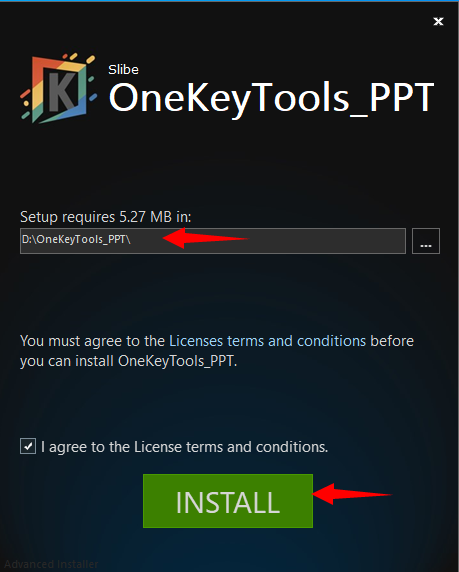 Slibe
OneKeyTools_PPT
K
Setup requires 5.27 MB in:
D:\OneKeyTools_PPT\
...
You must agree to the Licenses terms and conditions before
you can install OneKeyTools_PPT.
I agree to the License terms and conditions.
INSTALL
Advanced Installer